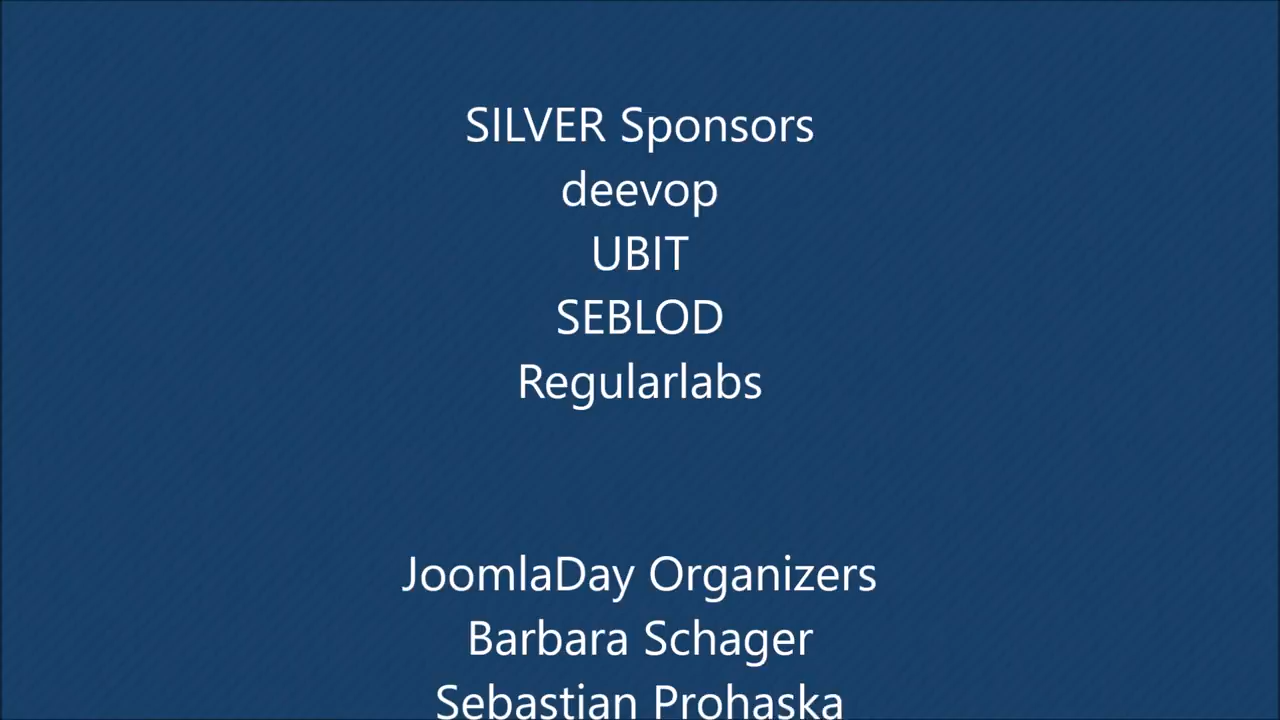 SILVER Sponsors
deevop
UBIT
SEBLOD
Regularlabs
JoomlaDay Organizers
Barbara Schager
Sebastian Prohaska